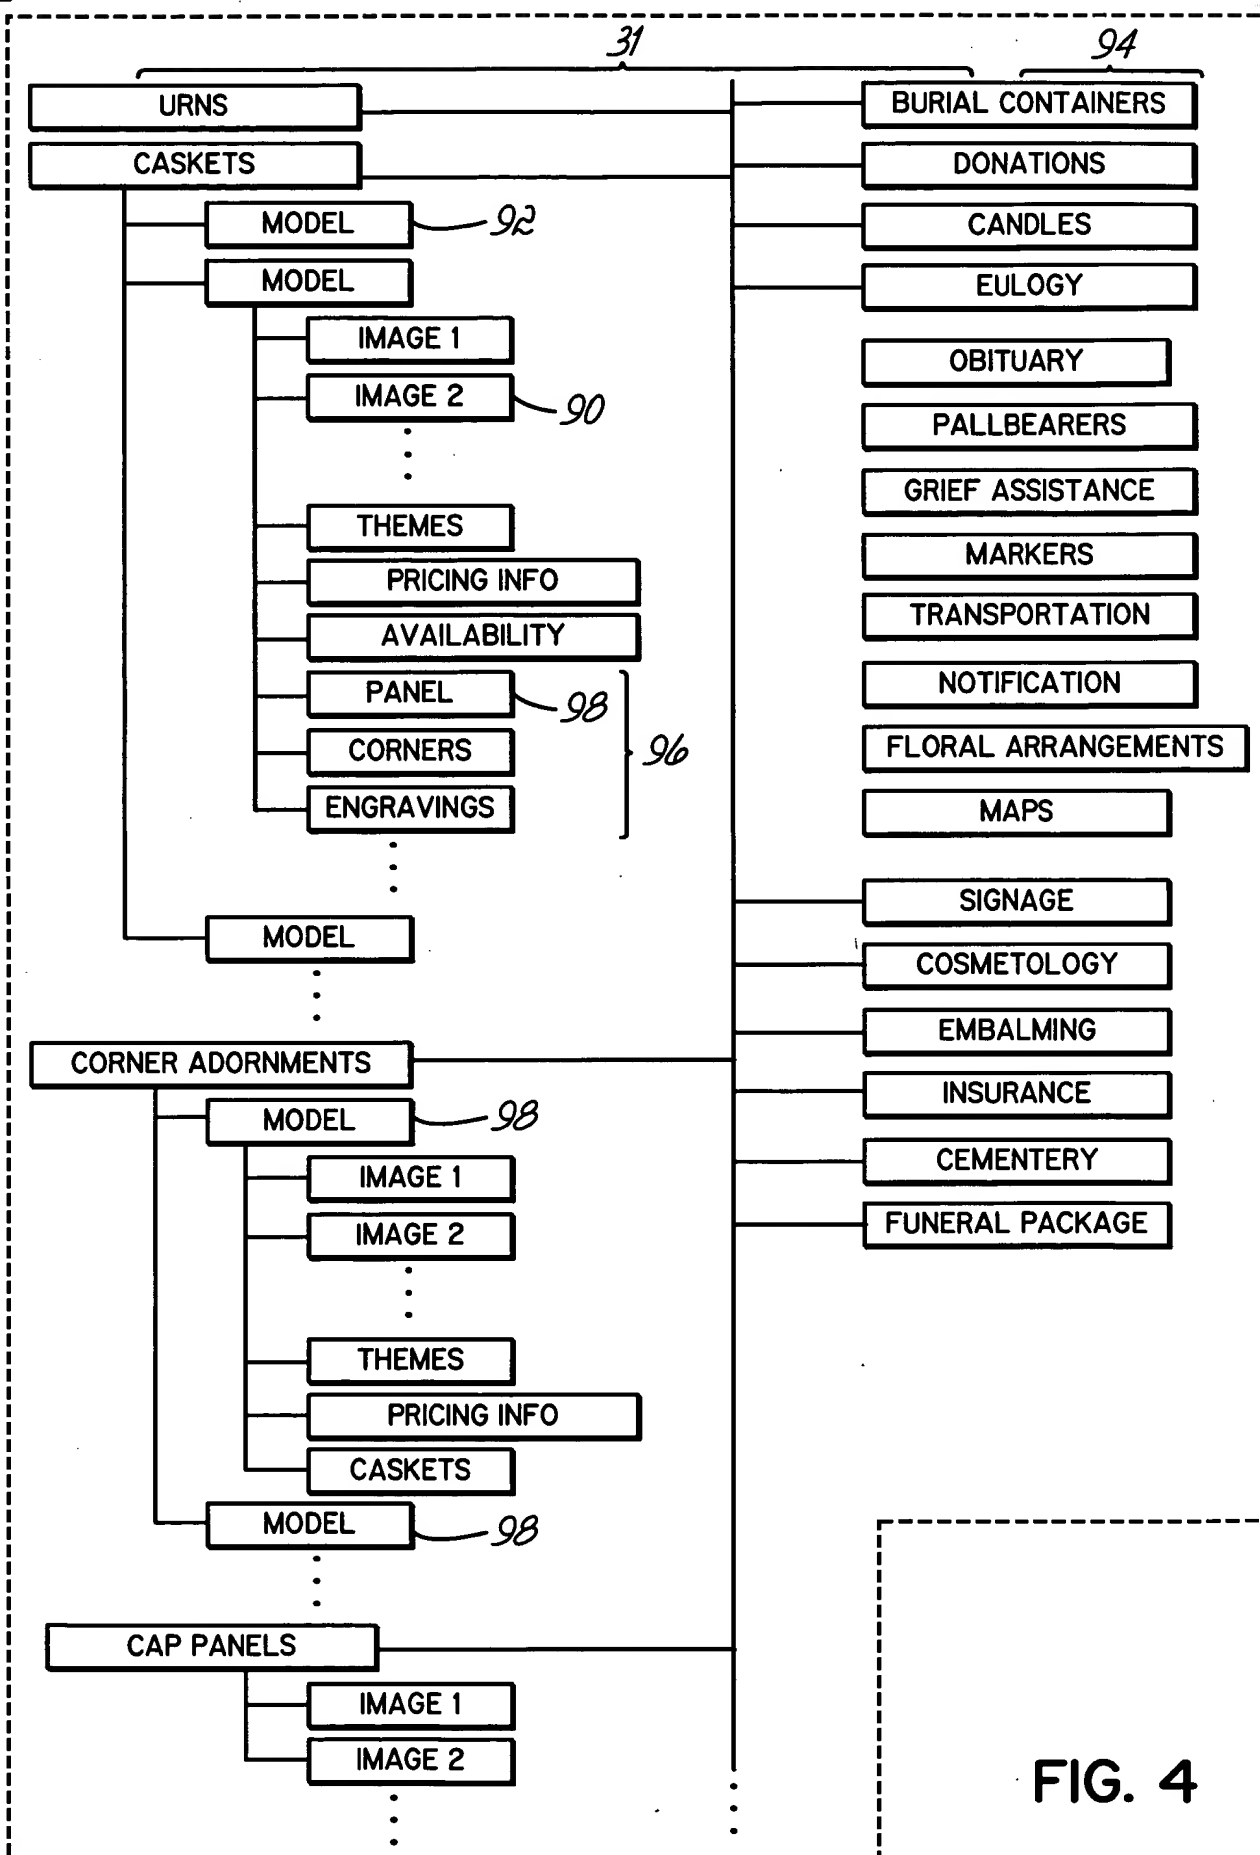 31
94
URNS
CASKETS
MODEL
92
MODEL
IMAGE 1
IMAGE 2
90
THEMES
PRICING INFO
AVAILABILITY
PANEL
98
CORNERS
96
ENGRAVINGS
MODEL
CORNER ADORNMENTS
MODEL
98
IMAGE 1
IMAGE 2
THEMES
PRICING INFO
CASKETS
MODEL
98
CAP PANELS
IMAGE 1
IMAGE 2
BURIAL CONTAINERS
DONATIONS
CANDLES
EULOGY
OBITUARY
PALLBEARERS
GRIEF ASSISTANCE
MARKERS
TRANSPORTATION
NOTIFICATION
FLORAL ARRANGEMENTS
MAPS
SIGNAGE
COSMETOLOGY
EMBALMING
INSURANCE
CEMENTERY
FUNERAL PACKAGE
FIG. 4